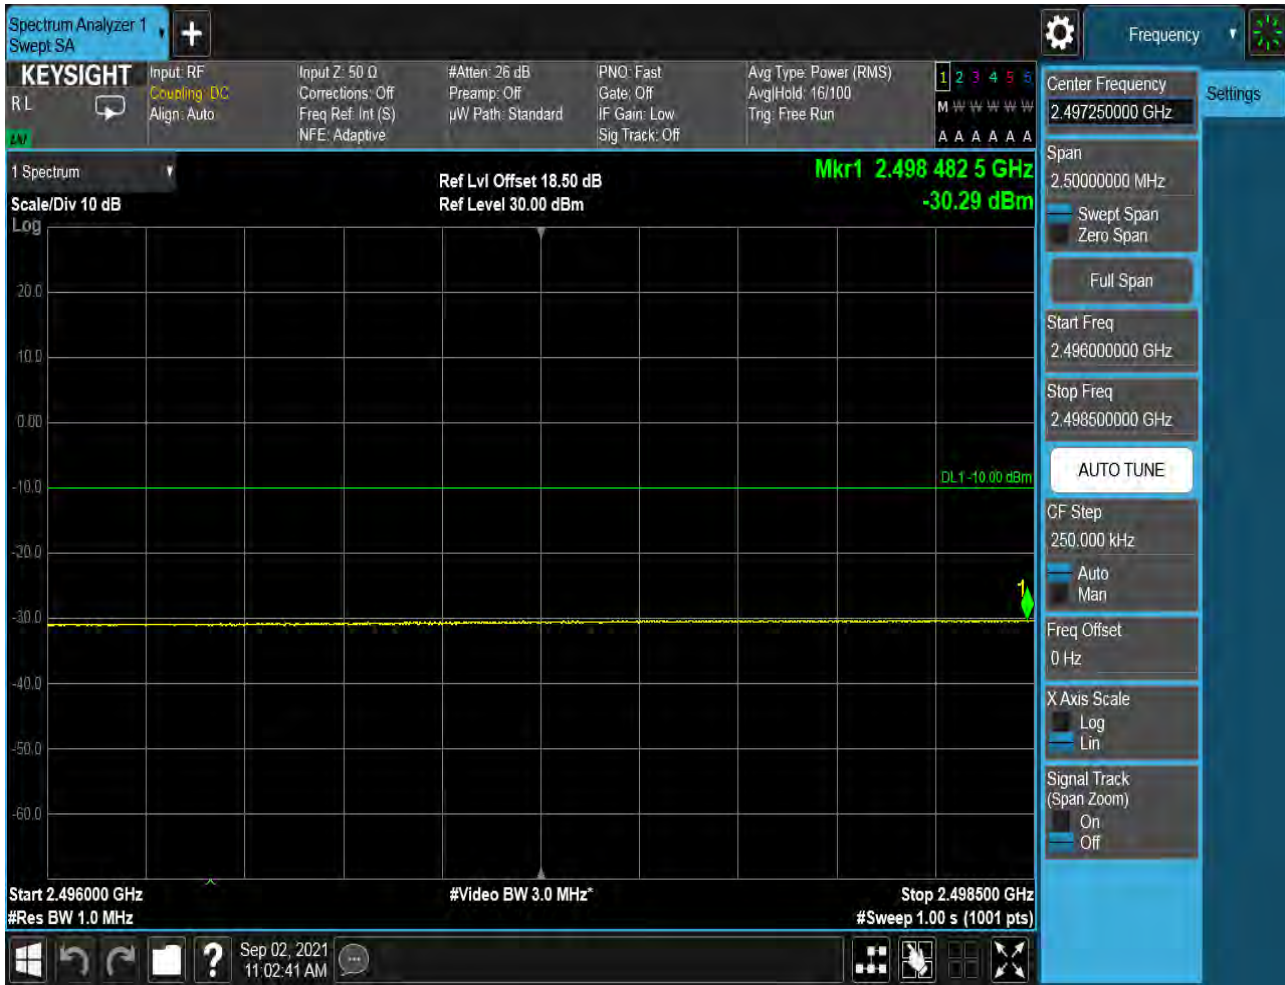 Spectrum Analyzer 1
Swept SA
+
Frequency
KEYSIGHT
RL
Input: RF
Coupling: DC
Align: Auto
Input Z: 50 Ω
Corrections: Off
Freq Ref: Int (S)
NFE: Adaptive
#Atten: 26 dB
Preamp: Off
µW Path: Standard
PNO: Fast
Gate: Off
IF Gain: Low
Sig Track: Off
Avg Type: Power (RMS)
Avg|Hold: 16/100
Trig: Free Run
1 2 3 4 5 6
M W W W W W
A A A A A A
1 Spectrum
Scale/Div 10 dB
Log
Ref Lvl Offset 18.50 dB
Ref Level 30.00 dBm
Mkr1 2.498 482 5 GHz
-30.29 dBm
20.0
10.0
0.00
-10.0
-20.0
-30.0
-40.0
-50.0
-60.0
DL1 -10.00 dBm
1
Start 2.496000 GHz
#Res BW 1.0 MHz
#Video BW 3.0 MHz*
Stop 2.498500 GHz
#Sweep 1.00 s (1001 pts)
Center Frequency
2.497250000 GHz
Settings
Span
2.50000000 MHz
Swept Span
Zero Span
Full Span
Start Freq
2.496000000 GHz
Stop Freq
2.498500000 GHz
AUTO TUNE
CF Step
250.000 kHz
Auto
Man
Freq Offset
0 Hz
X Axis Scale
Log
Lin
Signal Track
(Span Zoom)
On
Off
?
Sep 02, 2021
11:02:41 AM